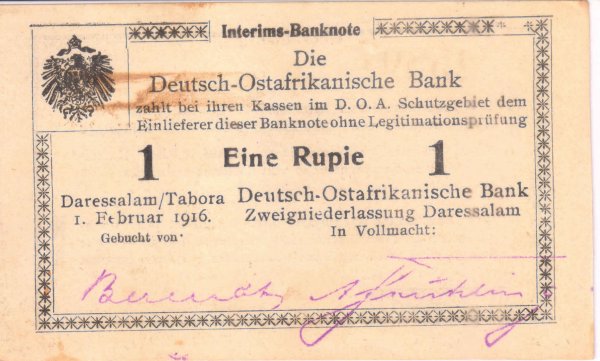 Interims-Banknote
Die
Deutsch-Ostafrikanische Bank
zahlt bei ihren Kassen im D. O. A. Schutzgebiet dem
Einlieferer dieser Banknote ohne Legitimationsprüfung
1 Eine Rupie 1
Daressalam/Tabora
1. Februar 1916.
Gebucht von:
Deutsch-Ostafrikanische Bank
Zweigniederlassung Daressalam
In Vollmacht: